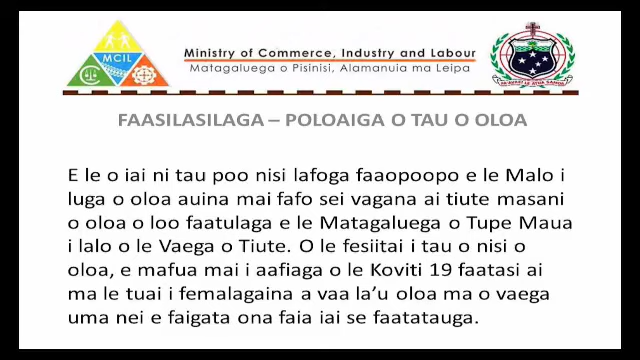 MCIL
Ministry of Commerce, Industry and Labour
Matagaluega o Pisinisi, Alamanuia ma Leipa
FAASILASILAGA – POLOAIGA O TAU O OLOA
E le o iai ni tau poo nisi lafoga faaopoopo e le Malo i
luga o oloa auina mai fafo sei vagana ai tiute masani
o oloa o loo faatulaga e le Matagaluega o Tupe Maua
i lalo o le Vaega o Tiute. O le fesiitai i tau o nisi o
oloa, e mafua mai i aafiaga o le Koviti 19 faatasi ai
ma le tuai i femalagaina a vaa la’u oloa ma o vaega
uma nei e faigata ona faia iai se faatatauga.